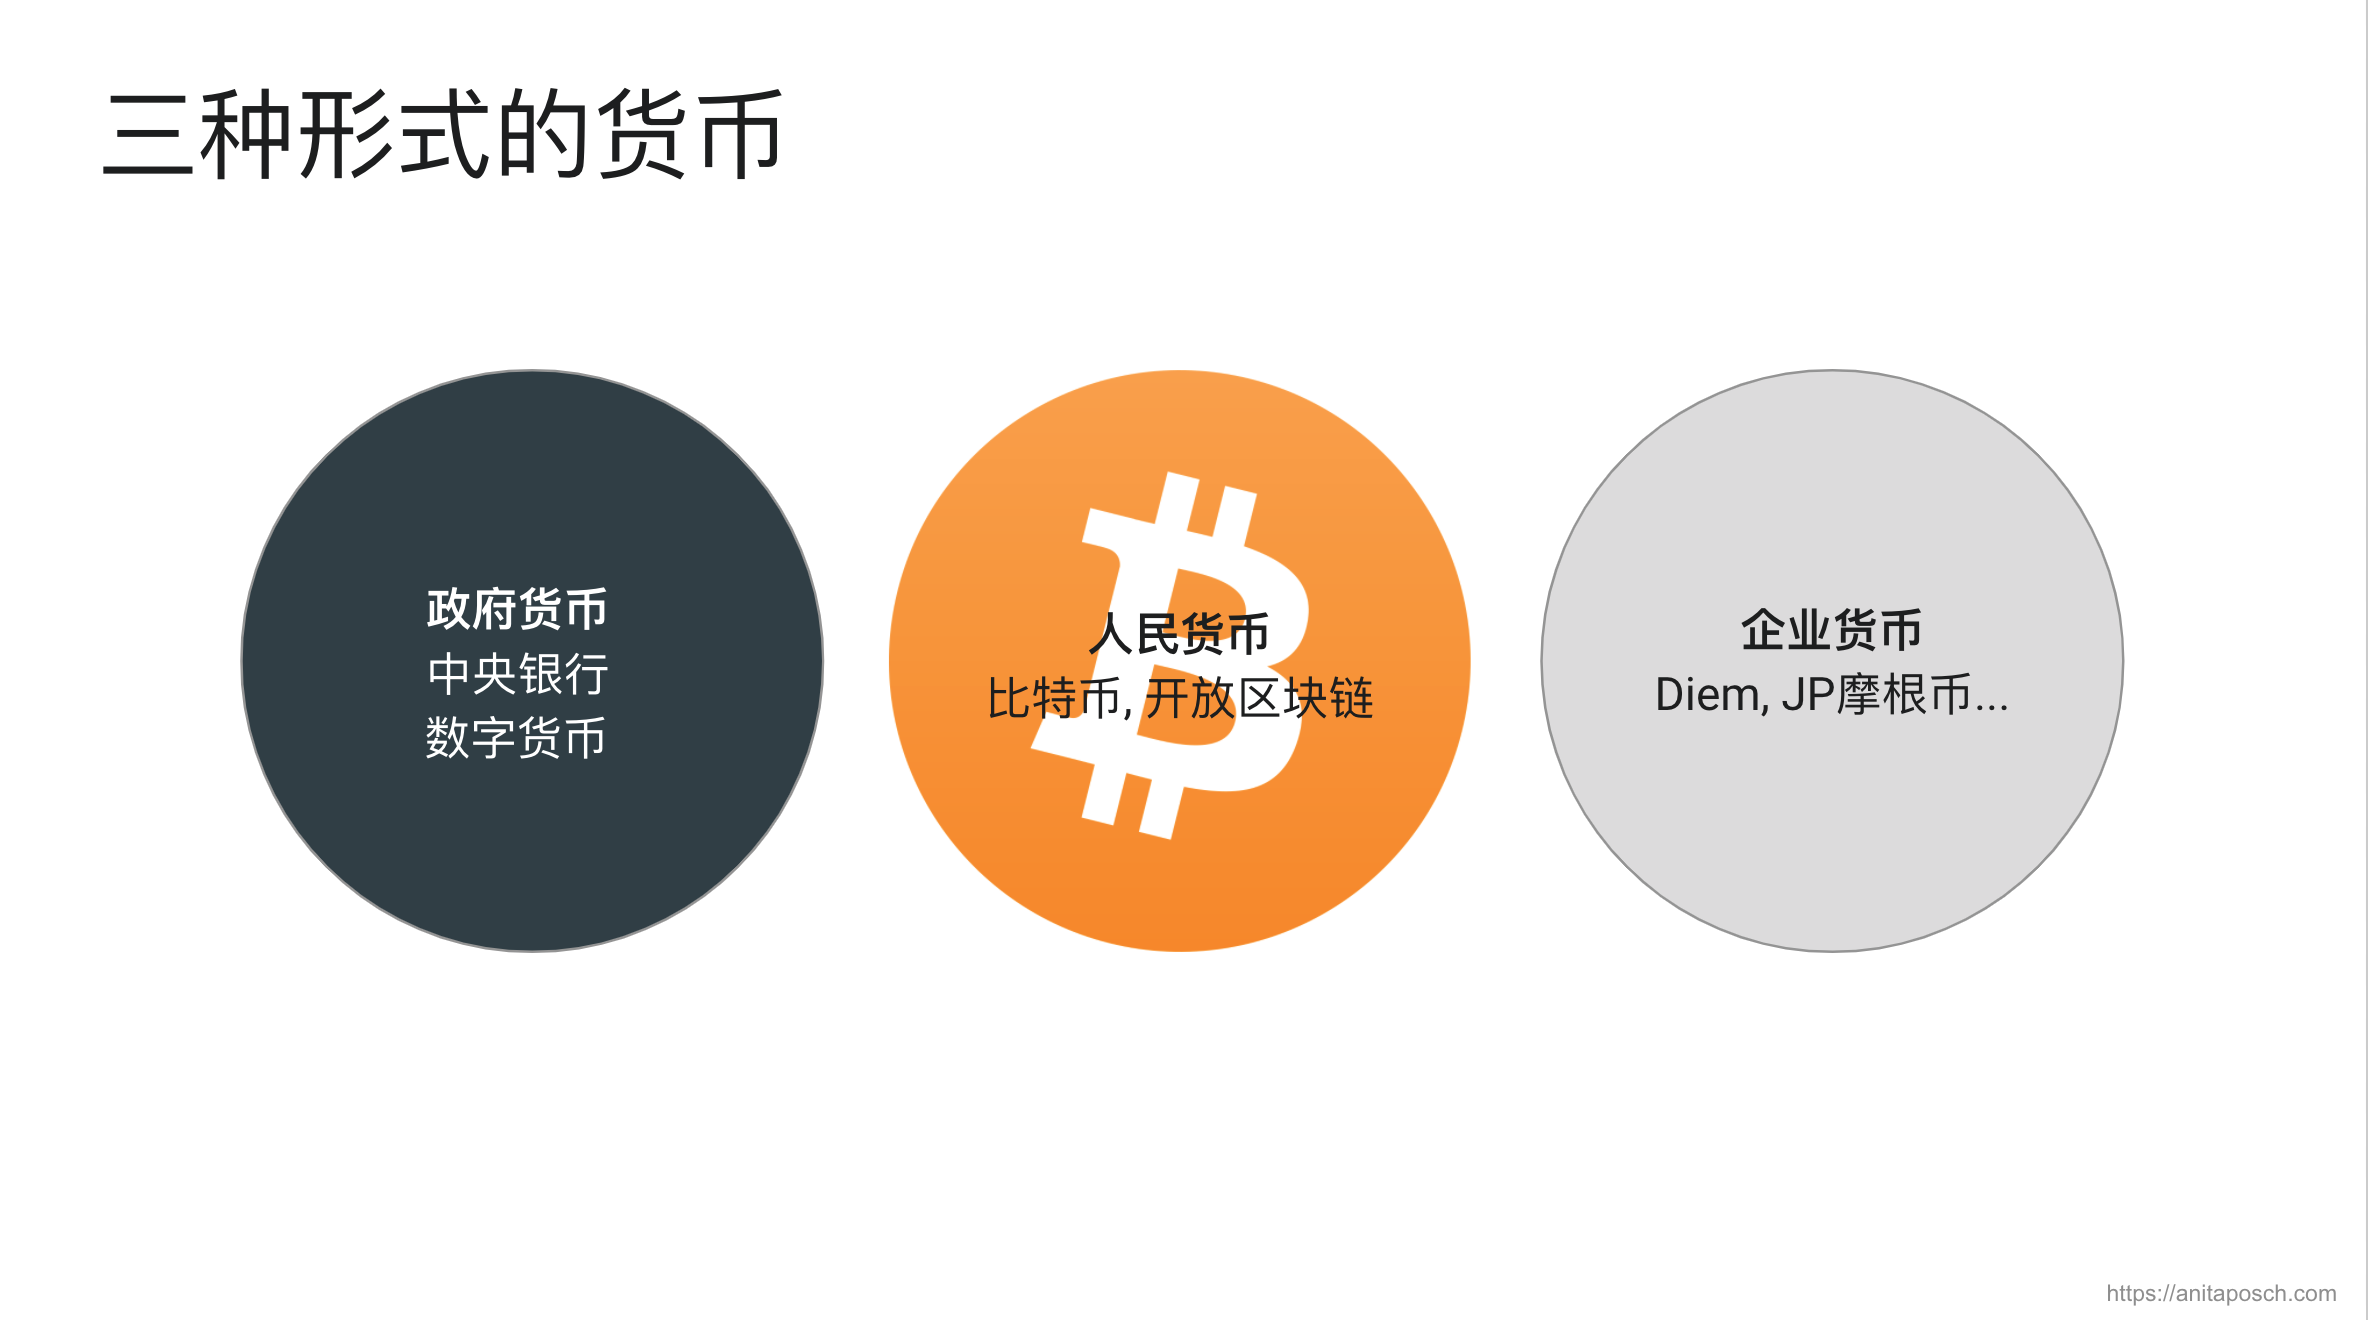 三种形式的货币
政府货币
中央银行
数字货币
人民货币
比特币, 开放区块链
企业货币
Diem, JP摩根币...
https://anitaposch.com